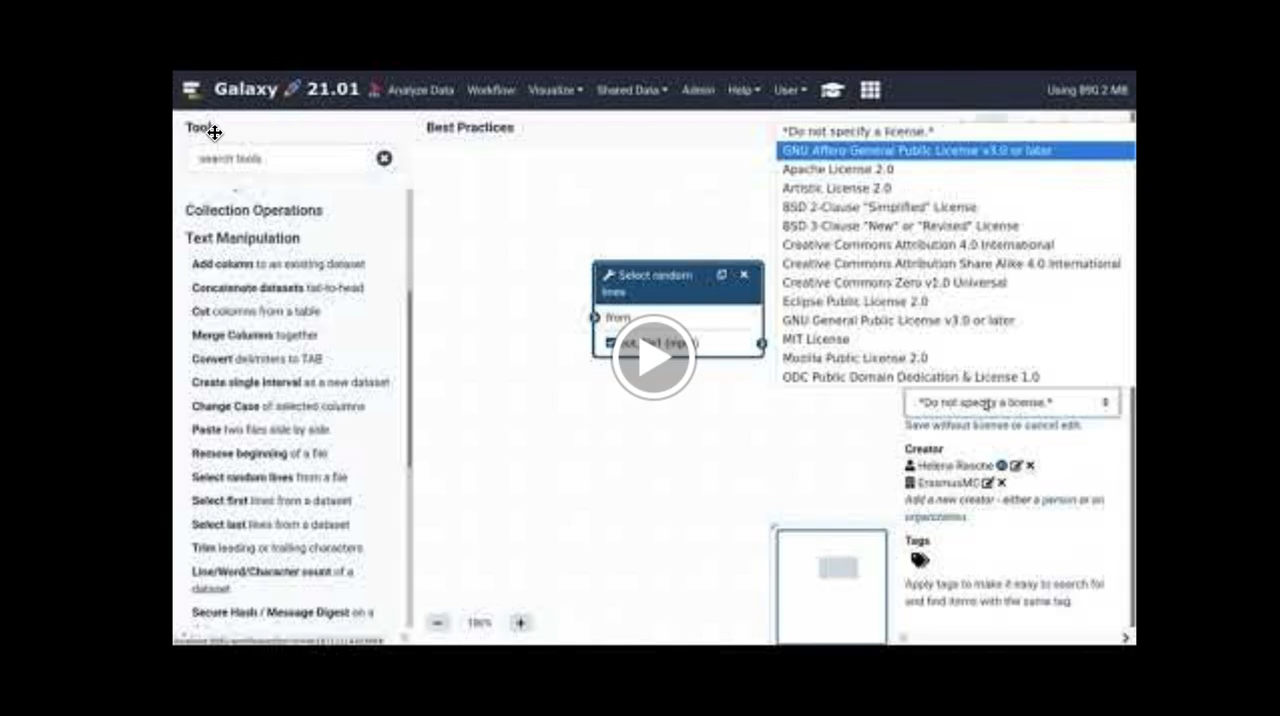 Galaxy 21.01
Analyze Data Workflow Visualize Shared Data Admin Help User
Using 890.2 MB
Tools
search tools
Collection Operations
Text Manipulation
Add column to an existing dataset
Concatenate datasets tail-to-head
Cut columns from a table
Merge Columns together
Convert delimiters to TAB
Create single interval as a new dataset
Change Case of selected columns
Paste two files side by side
Remove beginning of a file
Select random lines from a file
Select first lines from a dataset
Select last lines from a dataset
Trim leading or trailing characters
Line/Word/Character count of a
dataset
Secure Hash / Message Digest on a
Best Practices
Select random
lines
from
(input)
100%
*Do not specify a license.*
GNU Affero General Public License v3.0 or later
Apache License 2.0
Artistic License 2.0
BSD 2-Clause "Simplified" License
BSD 3-Clause "New" or "Revised" License
Creative Commons Attribution 4.0 International
Creative Commons Attribution Share Alike 4.0 International
Creative Commons Zero v1.0 Universal
Eclipse Public License 2.0
GNU General Public License v3.0 or later
MIT License
Mozilla Public License 2.0
ODC Public Domain Dedication & License 1.0
*Do not specify a license.*
Save without license or cancel edit.
Creator
Helena Rasche
ErasmusMC
Add a new creator - either a person or an
organization.
Tags
Apply tags to make it easy to search for
and find items with the same tag.